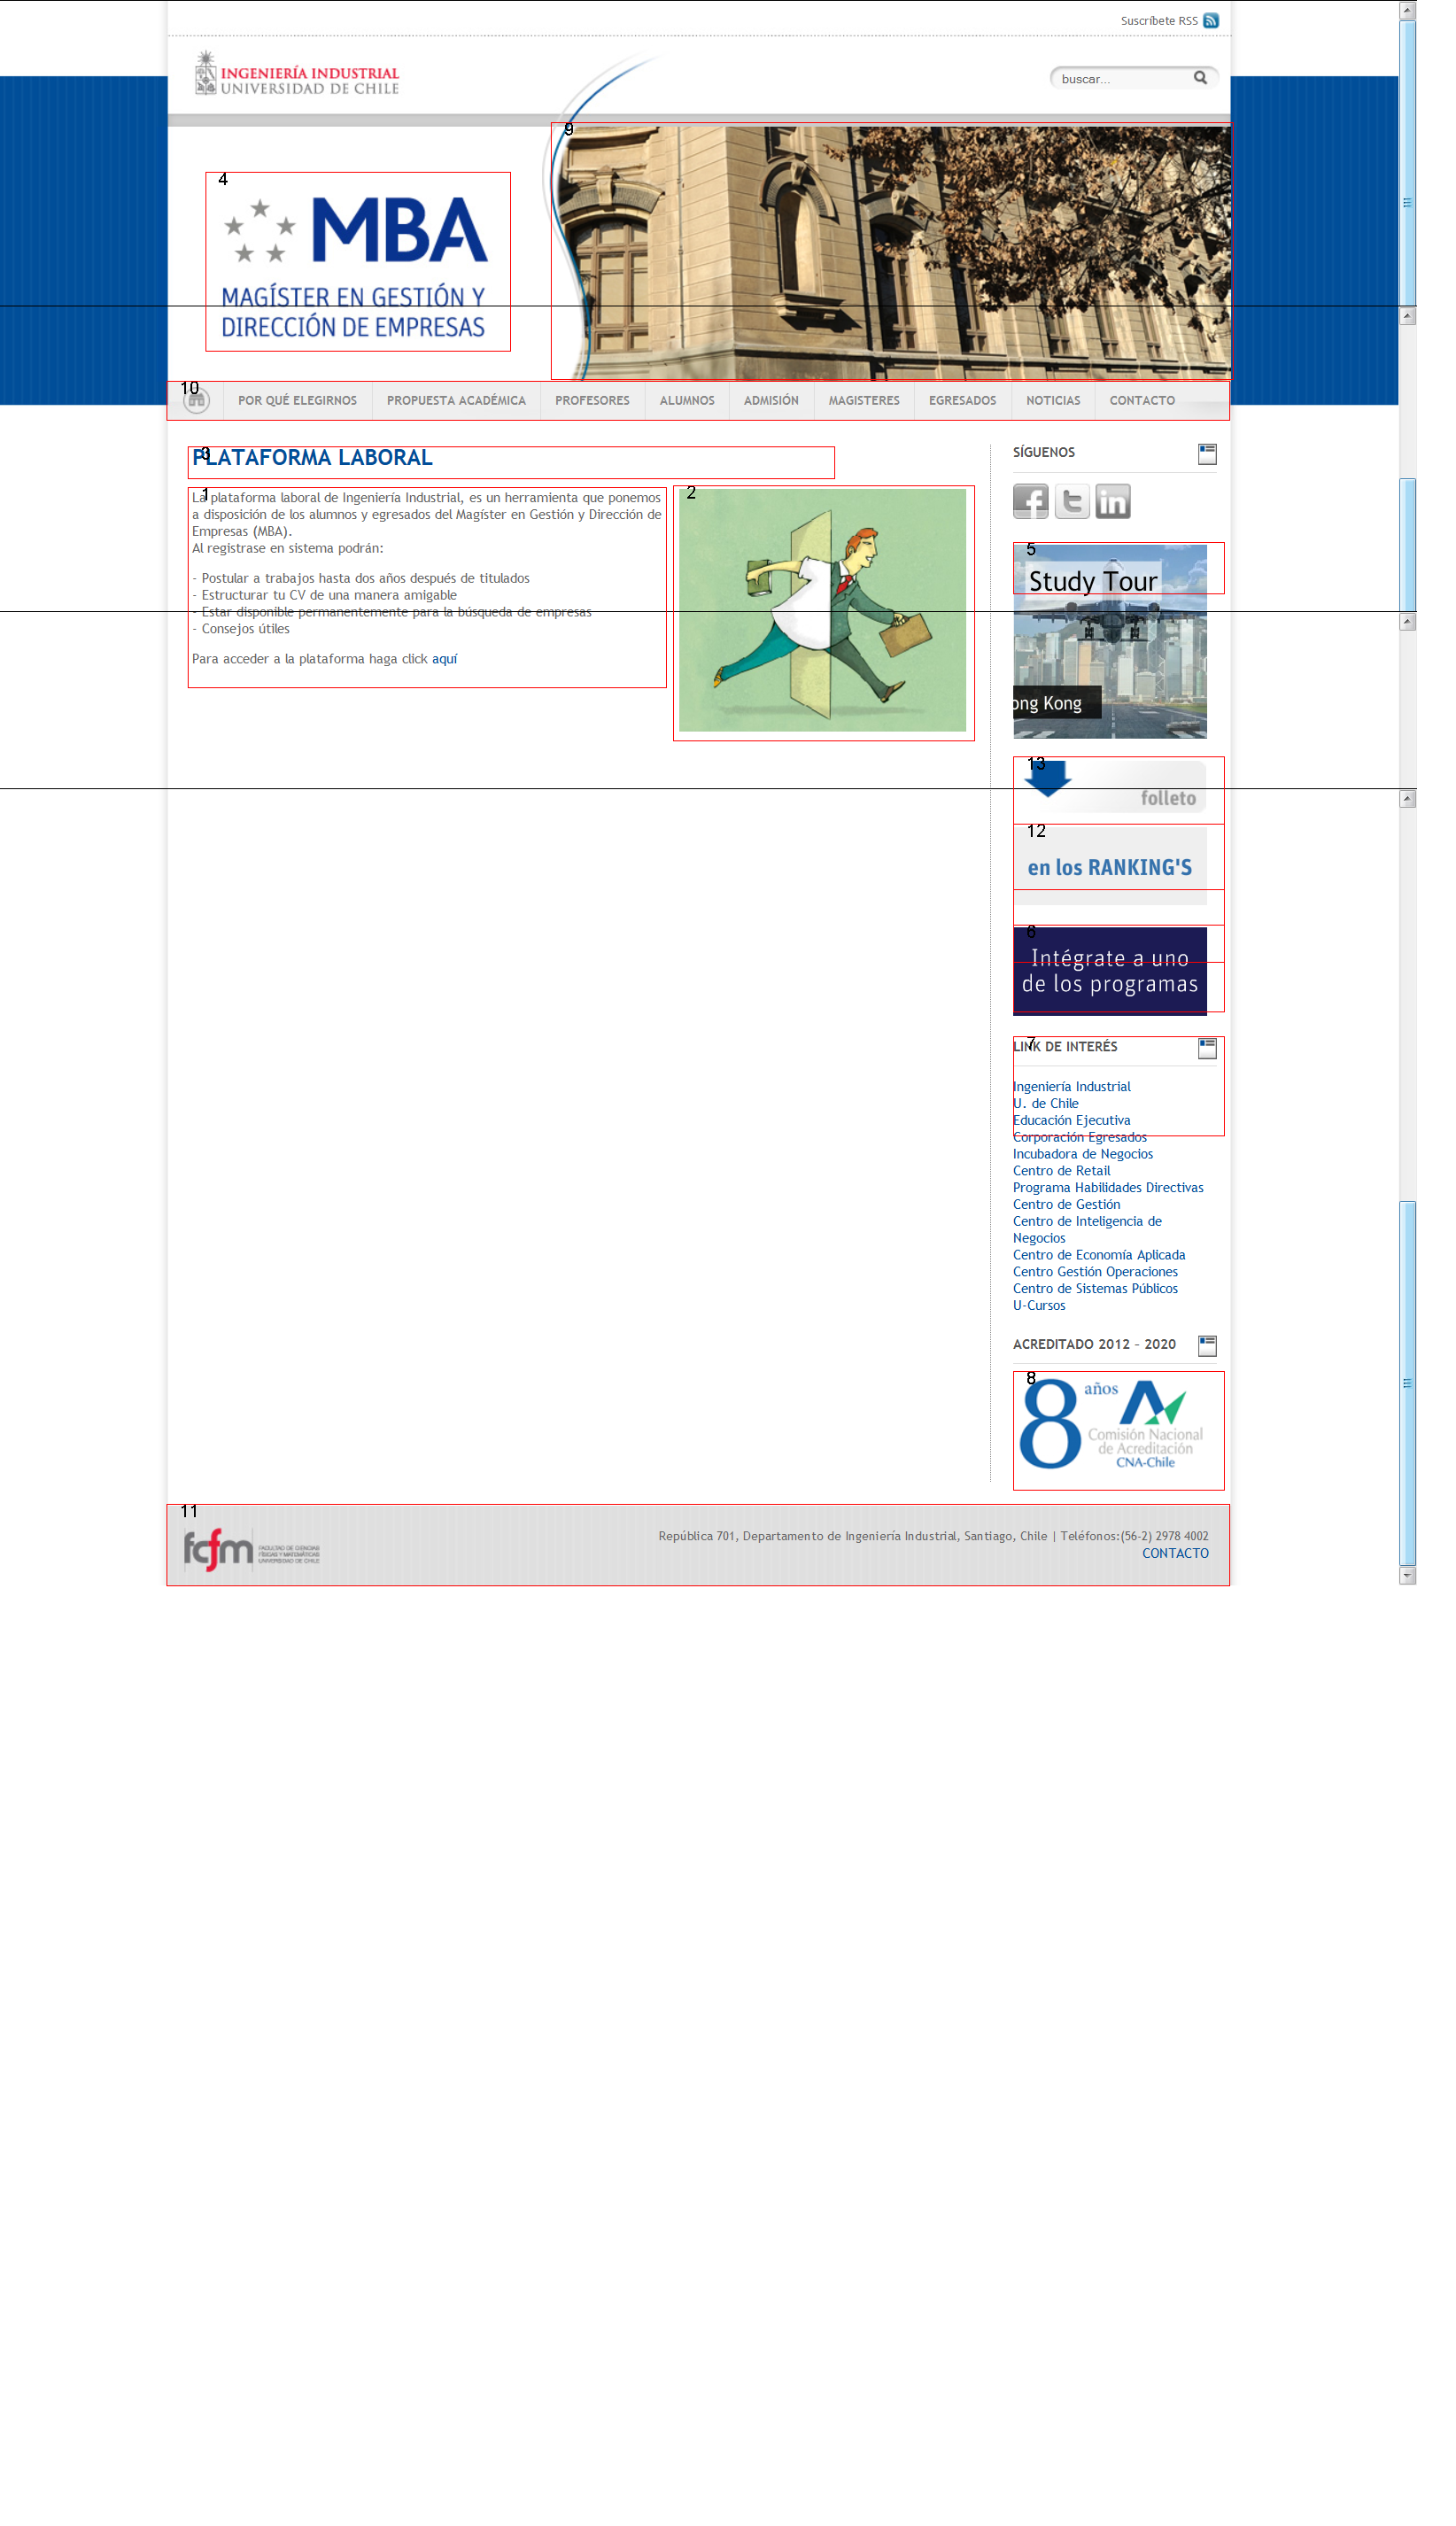 Suscríbete RSS
INGENIERÍA INDUSTRIAL
UNIVERSIDAD DE CHILE
buscar...
9
4
MBA
MAGÍSTER EN GESTIÓN Y
DIRECCIÓN DE EMPRESAS
10
POR QUÉ ELEGIRNOS
PROPUESTA ACADÉMICA
PROFESORES
ALUMNOS
ADMISIÓN
MAGISTERES
EGRESADOS
NOTICIAS
CONTACTO
3
PLATAFORMA LABORAL
1
La plataforma laboral de Ingeniería Industrial, es un herramienta que ponemos
a disposición de los alumnos y egresados del Magíster en Gestión y Dirección de
Empresas (MBA).
Al registrase en sistema podrán:
- Postular a trabajos hasta dos años después de titulados
- Estructurar tu CV de una manera amigable
- Estar disponible permanentemente para la búsqueda de empresas
- Consejos útiles
Para acceder a la plataforma haga click aquí
2
SÍGUENOS
5
Study Tour
ong Kong
13
folleto
12
en los RANKING'S
6
Intégrate a uno
de los programas
7
LINK DE INTERÉS
Ingeniería Industrial
U. de Chile
Educación Ejecutiva
Corporación Egresados
Incubadora de Negocios
Centro de Retail
Programa Habilidades Directivas
Centro de Gestión
Centro de Inteligencia de
Negocios
Centro de Economía Aplicada
Centro Gestión Operaciones
Centro de Sistemas Públicos
U-Cursos
ACREDITADO 2012 – 2020
8
8 años
Comisión Nacional
de Acreditación
CNA-Chile
11
fcfm
FACULTAD DE CIENCIAS
FÍSICAS Y MATEMÁTICAS
UNIVERSIDAD DE CHILE
República 701, Departamento de Ingeniería Industrial, Santiago, Chile | Teléfonos:(56-2) 2978 4002
CONTACTO